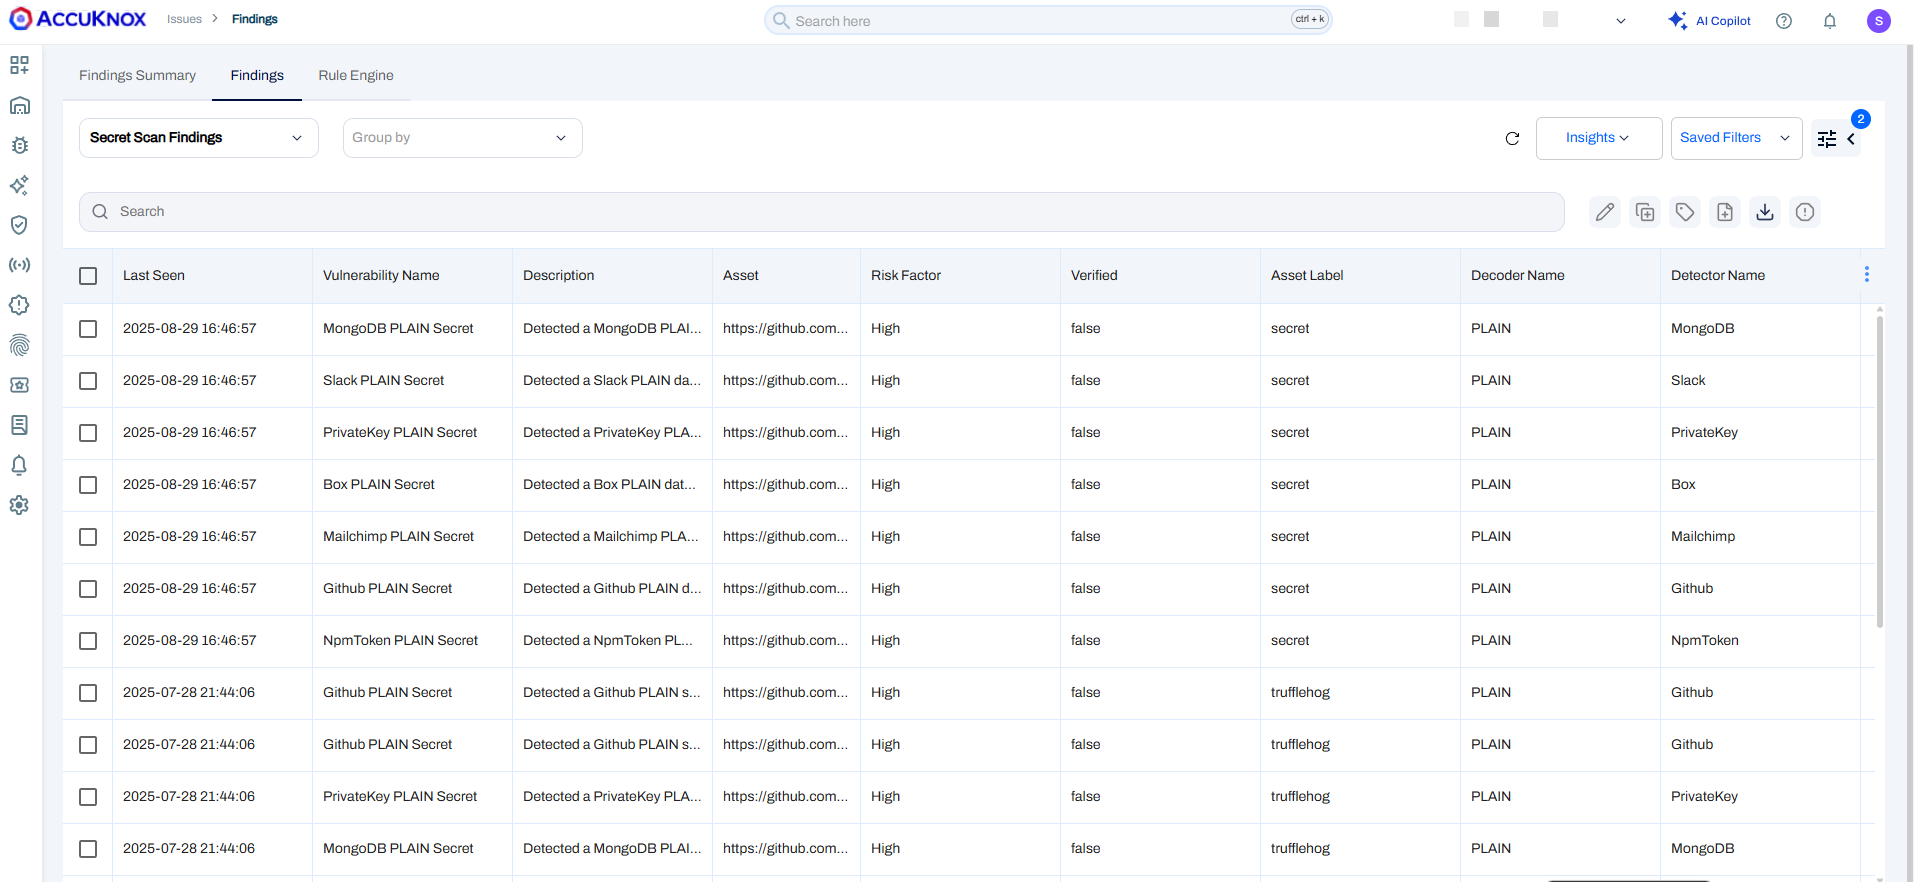 ACCUKNOX Issues > Findings Search here ctrl + k AI Copilot S
Findings Summary Findings Rule Engine
2
Secret Scan Findings Group by Insights Saved Filters
Search
Last Seen Vulnerability Name Description Asset Risk Factor Verified Asset Label Decoder Name Detector Name
2025-08-29 16:46:57 MongoDB PLAIN Secret Detected a MongoDB PLAI... https://github.com... High false secret PLAIN MongoDB
2025-08-29 16:46:57 Slack PLAIN Secret Detected a Slack PLAIN da... https://github.com... High false secret PLAIN Slack
2025-08-29 16:46:57 PrivateKey PLAIN Secret Detected a PrivateKey PLA... https://github.com... High false secret PLAIN PrivateKey
2025-08-29 16:46:57 Box PLAIN Secret Detected a Box PLAIN dat... https://github.com... High false secret PLAIN Box
2025-08-29 16:46:57 Mailchimp PLAIN Secret Detected a Mailchimp PLA... https://github.com... High false secret PLAIN Mailchimp
2025-08-29 16:46:57 Github PLAIN Secret Detected a Github PLAIN d... https://github.com... High false secret PLAIN Github
2025-08-29 16:46:57 NpmToken PLAIN Secret Detected a NpmToken PL... https://github.com... High false secret PLAIN NpmToken
2025-07-28 21:44:06 Github PLAIN Secret Detected a Github PLAIN s... https://github.com... High false trufflehog PLAIN Github
2025-07-28 21:44:06 Github PLAIN Secret Detected a Github PLAIN s... https://github.com... High false trufflehog PLAIN Github
2025-07-28 21:44:06 PrivateKey PLAIN Secret Detected a PrivateKey PLA... https://github.com... High false trufflehog PLAIN PrivateKey
2025-07-28 21:44:06 MongoDB PLAIN Secret Detected a MongoDB PLAI... https://github.com... High false trufflehog PLAIN MongoDB